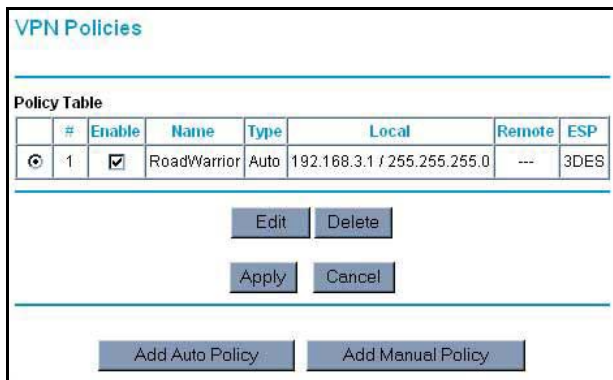 VPN Policies
Policy Table
# Enable Name Type Local Remote ESP
1 RoadWarrior Auto 192.168.3.1 / 255.255.255.0 --- 3DES
Edit Delete
Apply Cancel
Add Auto Policy Add Manual Policy